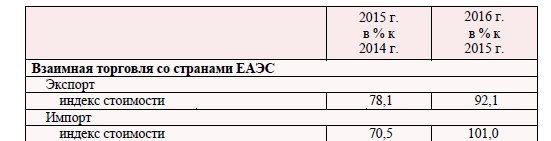 2015 г. 2016 г.
в % к в % к
2014 г. 2015 г.
Взаимная торговля со странами ЕАЭС
Экспорт
индекс стоимости 78,1 92,1
Импорт
индекс стоимости 70,5 101,0